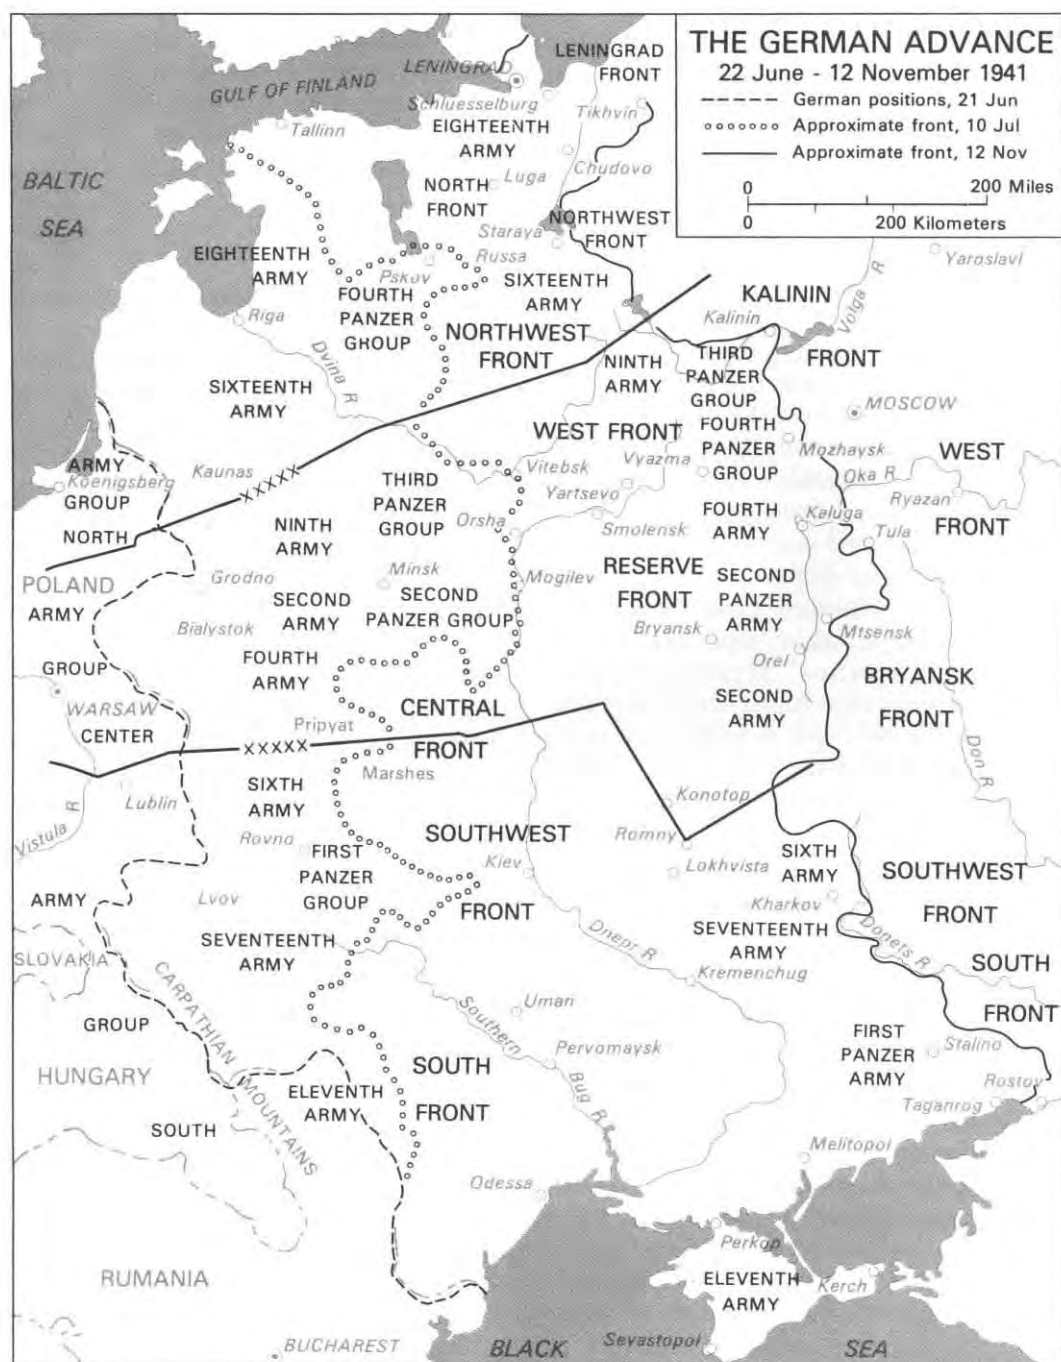 THE GERMAN ADVANCE
22 June - 12 November 1941
German positions, 21 Jun
Approximate front, 10 Jul
Approximate front, 12 Nov
0 200 Miles
0 200 Kilometers
LENINGRAD
FRONT
LENINGRAD
GULF OF FINLAND
Schluesselburg
Tikhvin
Tallinn
EIGHTEENTH
ARMY
Chudovo
BALTIC
SEA
NORTH
FRONT
Luga
NORTHWEST
FRONT
Staraya
Russa
EIGHTEENTH
ARMY
Pskov
SIXTEENTH
ARMY
Yaroslavl
FOURTH
PANZER
GROUP
KALININ
FRONT
Kalinin
Volga R
Riga
NORTHWEST
FRONT
Dvina R
NINTH
ARMY
THIRD
PANZER
GROUP
SIXTEENTH
ARMY
MOSCOW
WEST FRONT
FOURTH
PANZER
GROUP
Mozhaysk
WEST
FRONT
ARMY
GROUP
NORTH
Koenigsberg
Kaunas
XXXXX
Vitebsk
Vyazma
Oka R
THIRD
PANZER
GROUP
Yartsevo
Ryazan
NINTH
ARMY
Orsha
Smolensk
FOURTH
ARMY
Kaluga
Tula
POLAND
ARMY
GROUP
CENTER
Grodno
Minsk
Mogilev
RESERVE
FRONT
SECOND
PANZER
ARMY
SECOND
ARMY
SECOND
PANZER GROUP
Bialystok
Bryansk
Mtsensk
Orel
FOURTH
ARMY
BRYANSK
FRONT
WARSAW
CENTRAL
FRONT
SECOND
ARMY
Pripyat
Marshes
XXXXX
Don R
SIXTH
ARMY
Lublin
Konotop
Vistula R
Rovno
SOUTHWEST
FRONT
Romny
FIRST
PANZER
GROUP
Kiev
Lokhvista
SIXTH
ARMY
SOUTHWEST
FRONT
ARMY
GROUP
SOUTH
Lvov
Kharkov
SEVENTEENTH
ARMY
SEVENTEENTH
ARMY
Donets R
Dnepr R
SLOVAKIA
SOUTH
FRONT
Kremenchug
CARPATHIAN MOUNTAINS
Southern Bug R
Uman
FIRST
PANZER
ARMY
Stalino
HUNGARY
SOUTH
FRONT
Pervomaysk
Rostov
ELEVENTH
ARMY
Taganrog
Melitopol
Odessa
Perkop
RUMANIA
ELEVENTH
ARMY
Kerch
BUCHAREST
BLACK SEA
Sevastopol